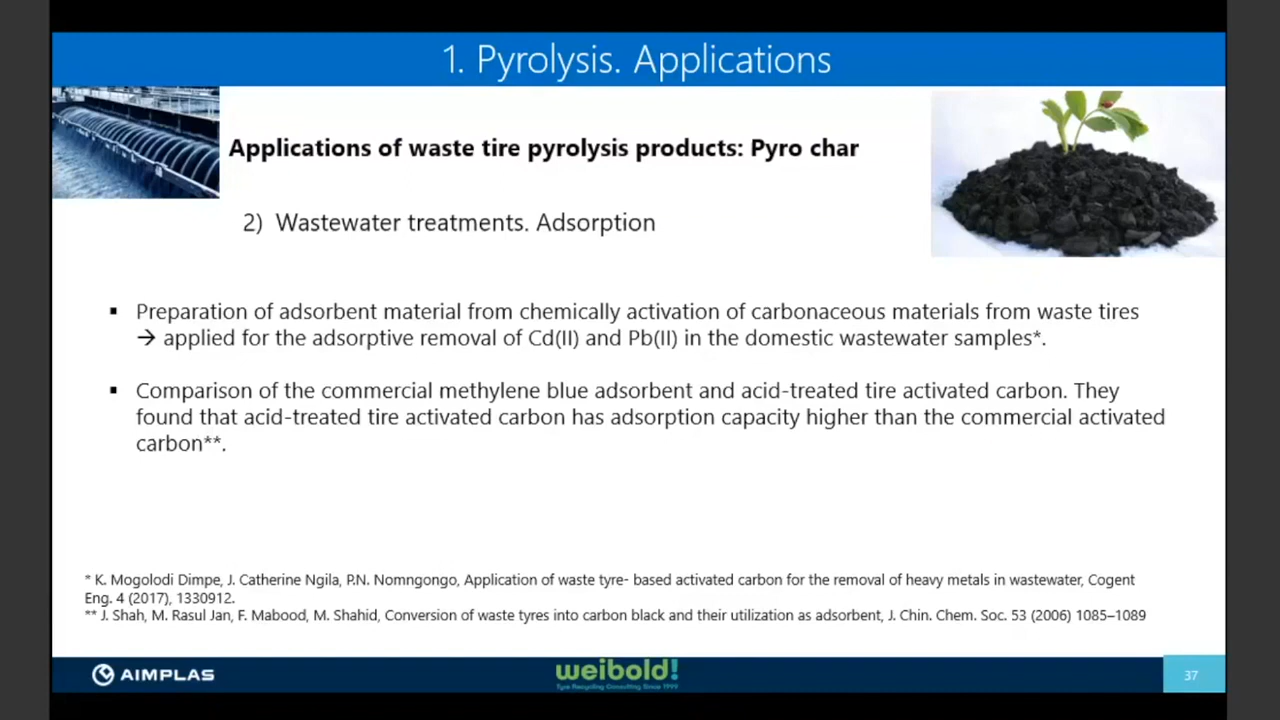 1. Pyrolysis. Applications
Applications of waste tire pyrolysis products: Pyro char
2) Wastewater treatments. Adsorption
▪ Preparation of adsorbent material from chemically activation of carbonaceous materials from waste tires
→ applied for the adsorptive removal of Cd(II) and Pb(II) in the domestic wastewater samples*.
▪ Comparison of the commercial methylene blue adsorbent and acid-treated tire activated carbon. They
found that acid-treated tire activated carbon has adsorption capacity higher than the commercial activated
carbon**.
* K. Mogolodi Dimpe, J. Catherine Ngila, P.N. Nomngongo, Application of waste tyre- based activated carbon for the removal of heavy metals in wastewater, Cogent
Eng. 4 (2017), 1330912.
** J. Shah, M. Rasul Jan, F. Mabood, M. Shahid, Conversion of waste tyres into carbon black and their utilization as adsorbent, J. Chin. Chem. Soc. 53 (2006) 1085–1089
AIMPLAS
weibold!
Tyre Recycling Consulting Since 1999
37